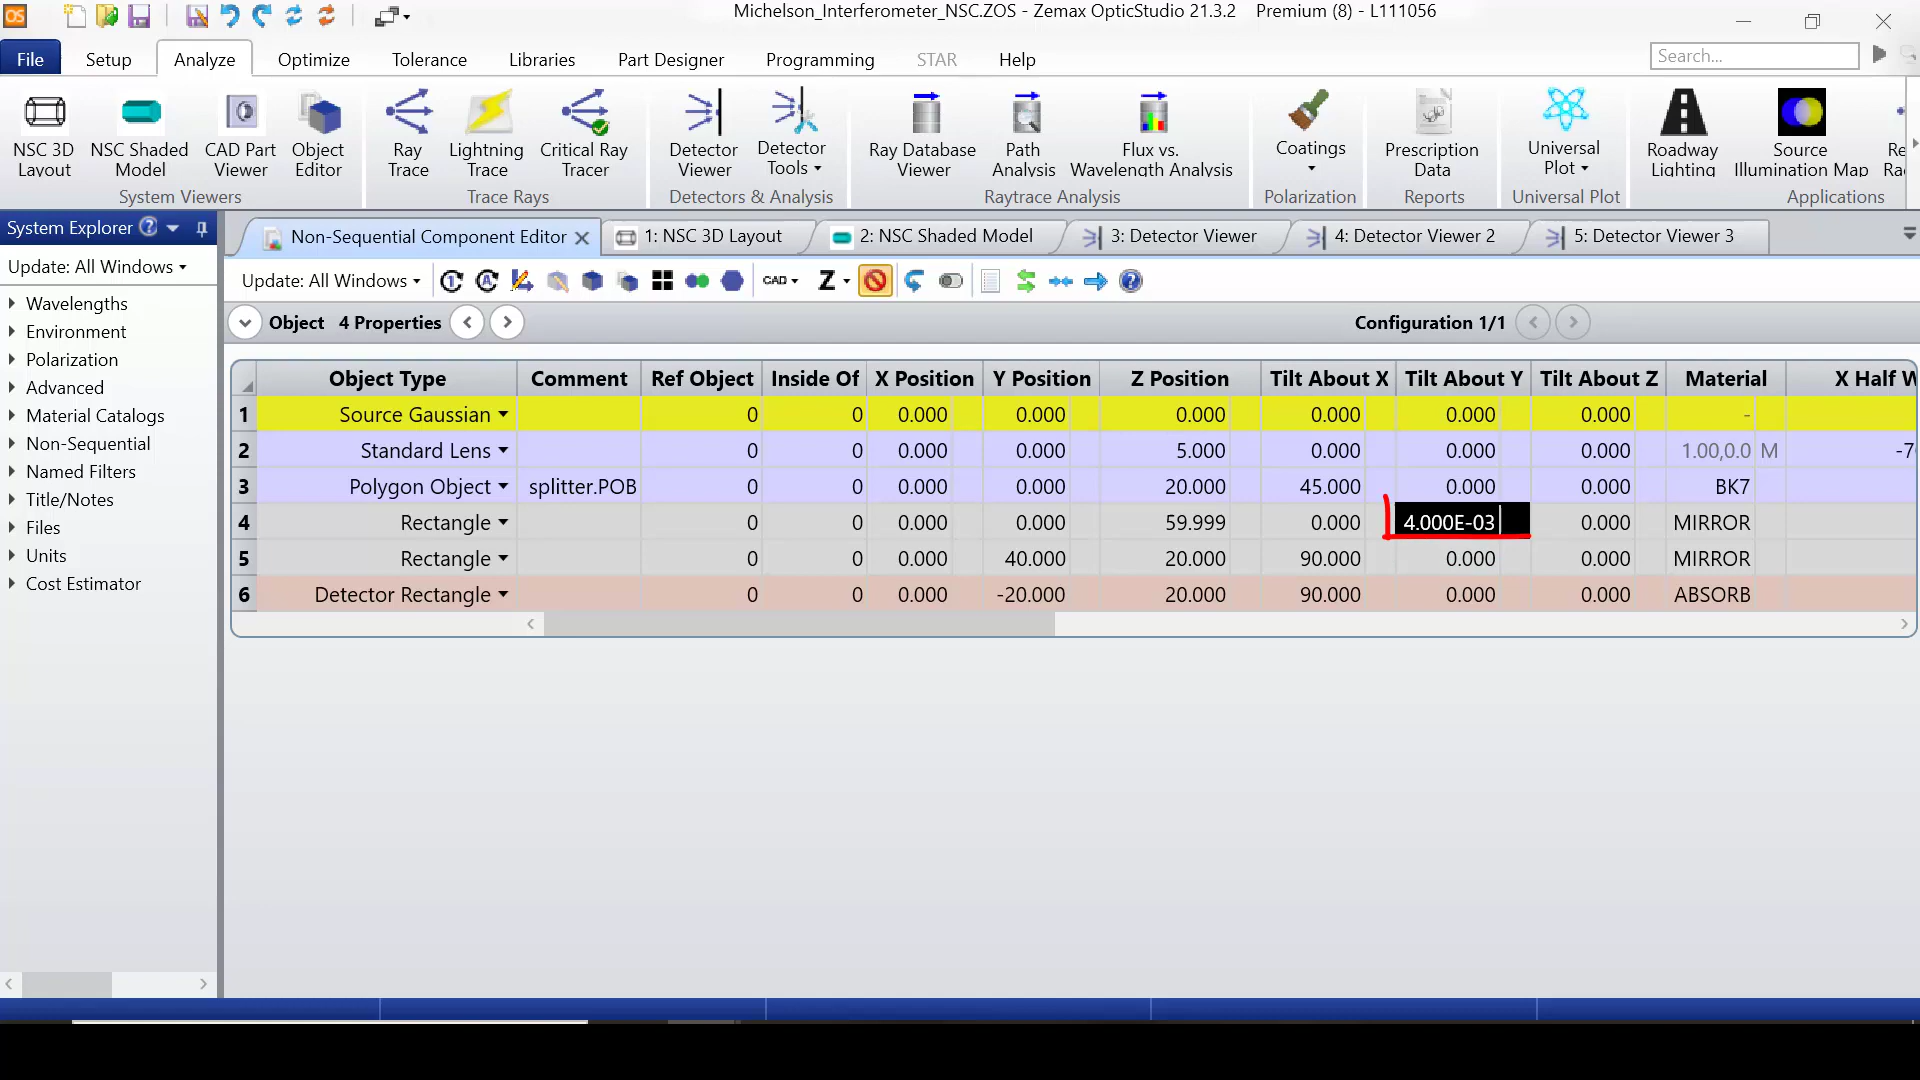 OS
Michelson_Interferometer_NSC.ZOS - Zemax OpticStudio 21.3.2 Premium (8) - L111056
File Setup Analyze Optimize Tolerance Libraries Part Designer Programming STAR Help Search...
NSC 3D Layout
NSC Shaded Model
CAD Part Viewer
Object Editor
Ray Trace
Lightning Trace
Critical Ray Tracer
Detector Viewer
Detector Tools
Ray Database Viewer
Path Analysis
Flux vs. Wavelength Analysis
Coatings
Prescription Data
Universal Plot
Roadway Lighting
Source Illumination Map
Re
Ra
System Viewers Trace Rays Detectors & Analysis Raytrace Analysis Polarization Reports Universal Plot Applications
System Explorer
Update: All Windows
Wavelengths
Environment
Polarization
Advanced
Material Catalogs
Non-Sequential
Named Filters
Title/Notes
Files
Units
Cost Estimator
Non-Sequential Component Editor 1: NSC 3D Layout 2: NSC Shaded Model 3: Detector Viewer 4: Detector Viewer 2 5: Detector Viewer 3
Update: All Windows CAD Z
Object 4 Properties Configuration 1/1
Object Type Comment Ref Object Inside Of X Position Y Position Z Position Tilt About X Tilt About Y Tilt About Z Material X Half W
1 Source Gaussian 0 0 0.000 0.000 0.000 0.000 0.000 0.000 -
2 Standard Lens 0 0 0.000 0.000 5.000 0.000 0.000 0.000 1.00,0.0 M -7
3 Polygon Object splitter.POB 0 0 0.000 0.000 20.000 45.000 0.000 0.000 BK7
4 Rectangle 0 0 0.000 0.000 59.999 0.000 4.000E-03 0.000 MIRROR
5 Rectangle 0 0 0.000 40.000 20.000 90.000 0.000 0.000 MIRROR
6 Detector Rectangle 0 0 0.000 -20.000 20.000 90.000 0.000 0.000 ABSORB